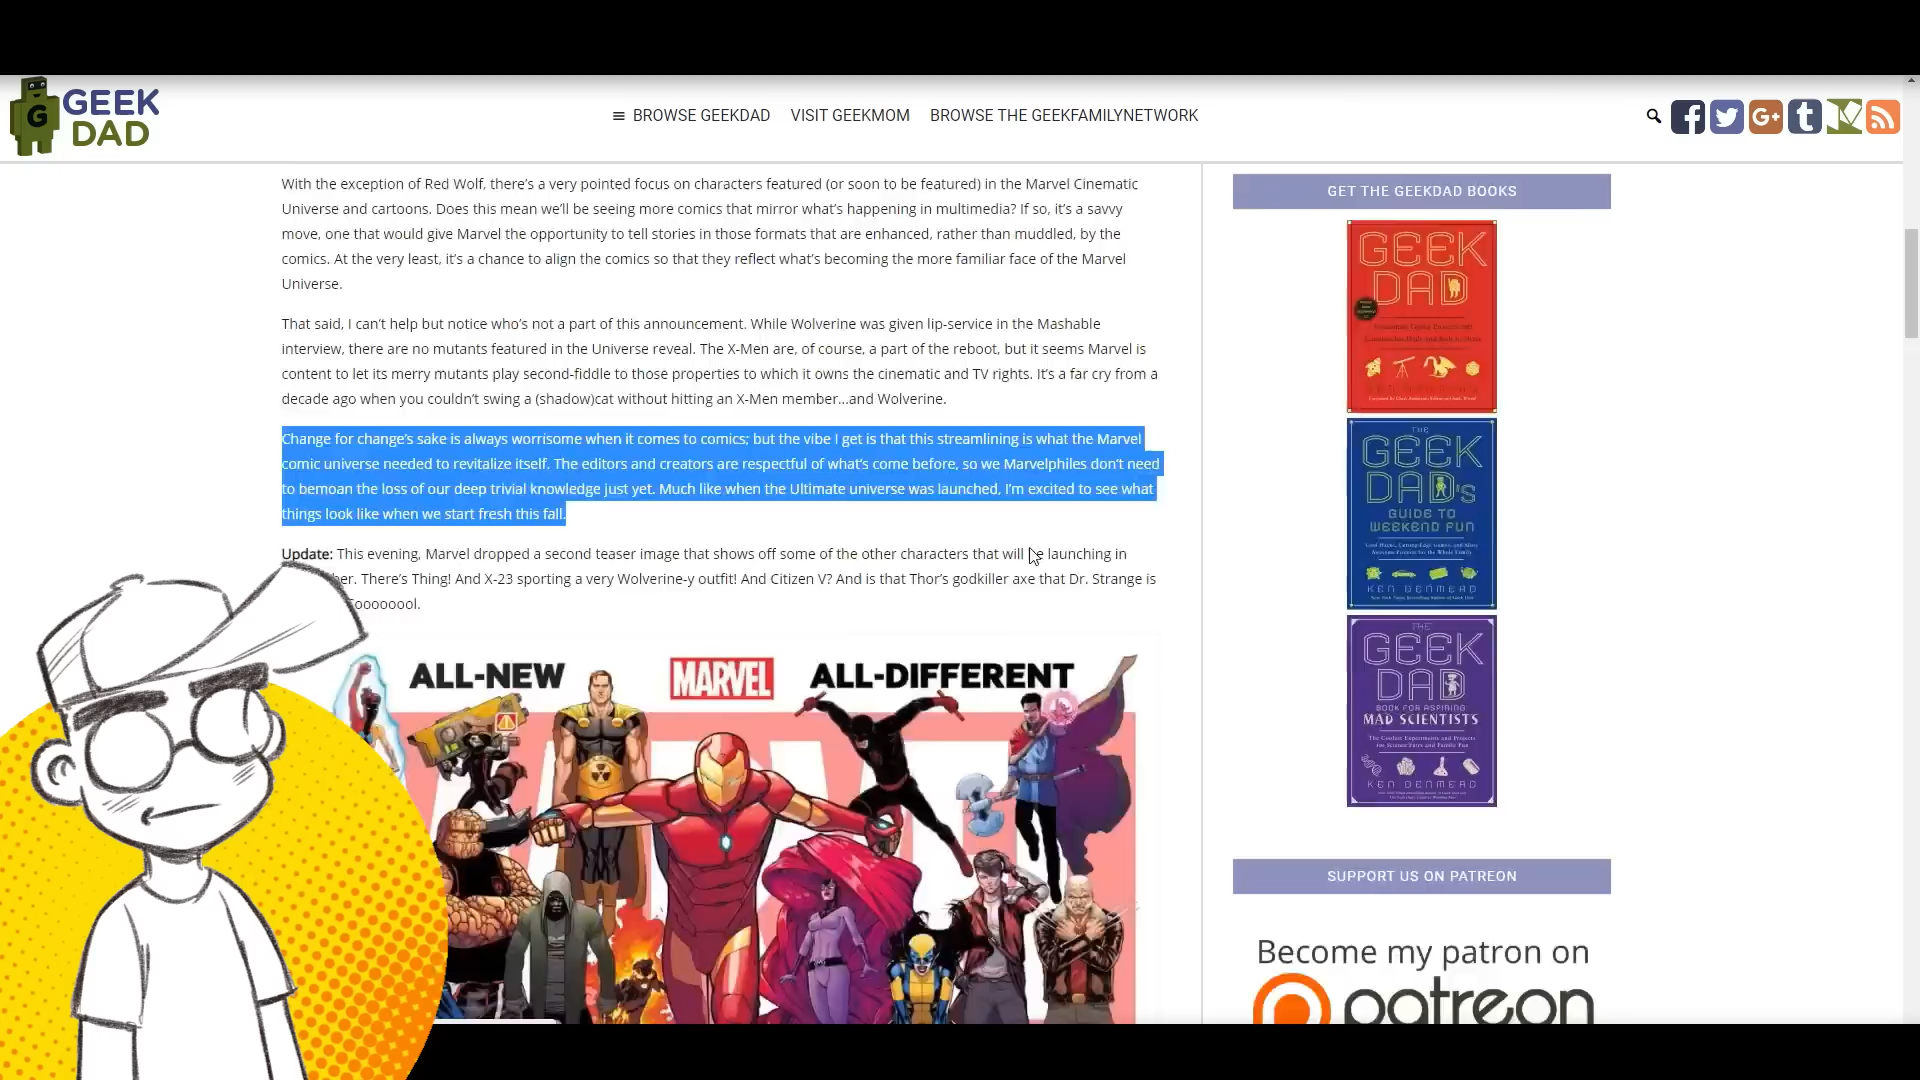 GEEK
DAD
BROWSE GEEKDAD VISIT GEEKMOM BROWSE THE GEEKFAMILYNETWORK
With the exception of Red Wolf, there's a very pointed focus on characters featured (or soon to be featured) in the Marvel Cinematic
Universe and cartoons. Does this mean we'll be seeing more comics that mirror what's happening in multimedia? If so, it's a savvy
move, one that would give Marvel the opportunity to tell stories in those formats that are enhanced, rather than muddled, by the
comics. At the very least, it's a chance to align the comics so that they reflect what's becoming the more familiar face of the Marvel
Universe.
That said, I can't help but notice who's not a part of this announcement. While Wolverine was given lip-service in the Mashable
interview, there are no mutants featured in the Universe reveal. The X-Men are, of course, a part of the reboot, but it seems Marvel is
content to let its merry mutants play second-fiddle to those properties to which it owns the cinematic and TV rights. It's a far cry from a
decade ago when you couldn't swing a (shadow)cat without hitting an X-Men member…and Wolverine.
Change for change's sake is always worrisome when it comes to comics; but the vibe I get is that this streamlining is what the Marvel
comic universe needed to revitalize itself. The editors and creators are respectful of what's come before, so we Marvelphiles don't need
to bemoan the loss of our deep trivial knowledge just yet. Much like when the Ultimate universe was launched, I'm excited to see what
things look like when we start fresh this fall.
Update: This evening, Marvel dropped a second teaser image that shows off some of the other characters that will be launching in
ber. There's Thing! And X-23 sporting a very Wolverine-y outfit! And Citizen V? And is that Thor's godkiller axe that Dr. Strange is
Cooooool.
ALL-NEW MARVEL ALL-DIFFERENT
GET THE GEEKDAD BOOKS
GEEK
DAD
THE
GEEK
DAD'S
GUIDE TO
WEEKEND FUN
KEN DENMEAD
THE
GEEK
DAD
BOOK FOR ASPIRING
MAD SCIENTISTS
The Coolest Experiments and Projects
for Science Fairs and Family Fun
KEN DENMEAD
SUPPORT US ON PATREON
Become my patron on
patreon